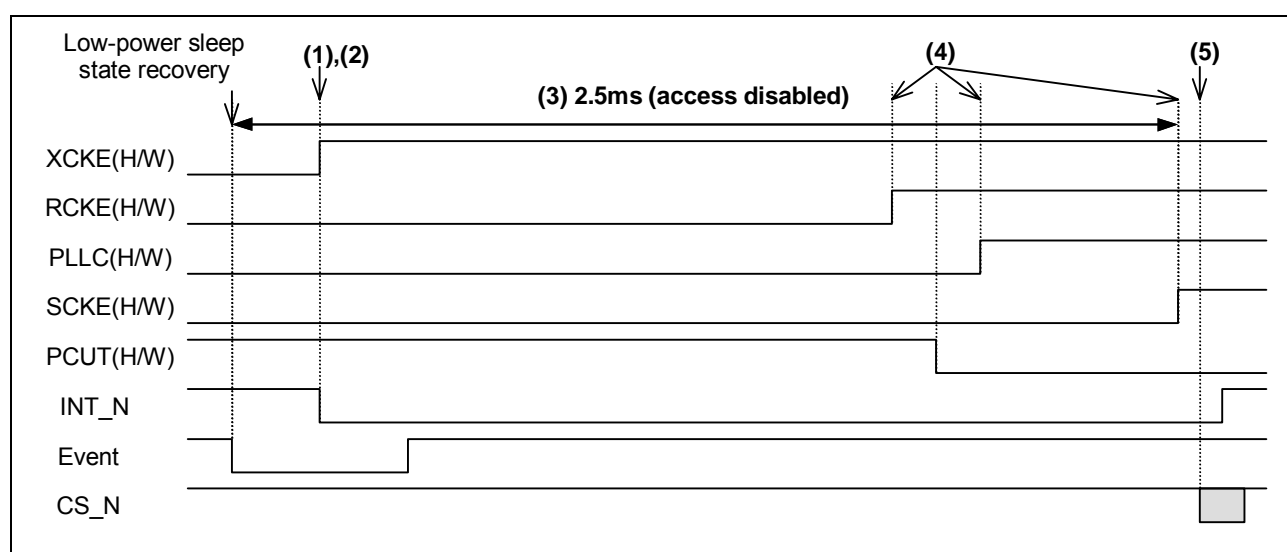 Low-power sleep
state recovery
(1),(2)
(4)
(5)
(3) 2.5ms (access disabled)
XCKE(H/W)
RCKE(H/W)
PLLC(H/W)
SCKE(H/W)
PCUT(H/W)
INT_N
Event
CS_N